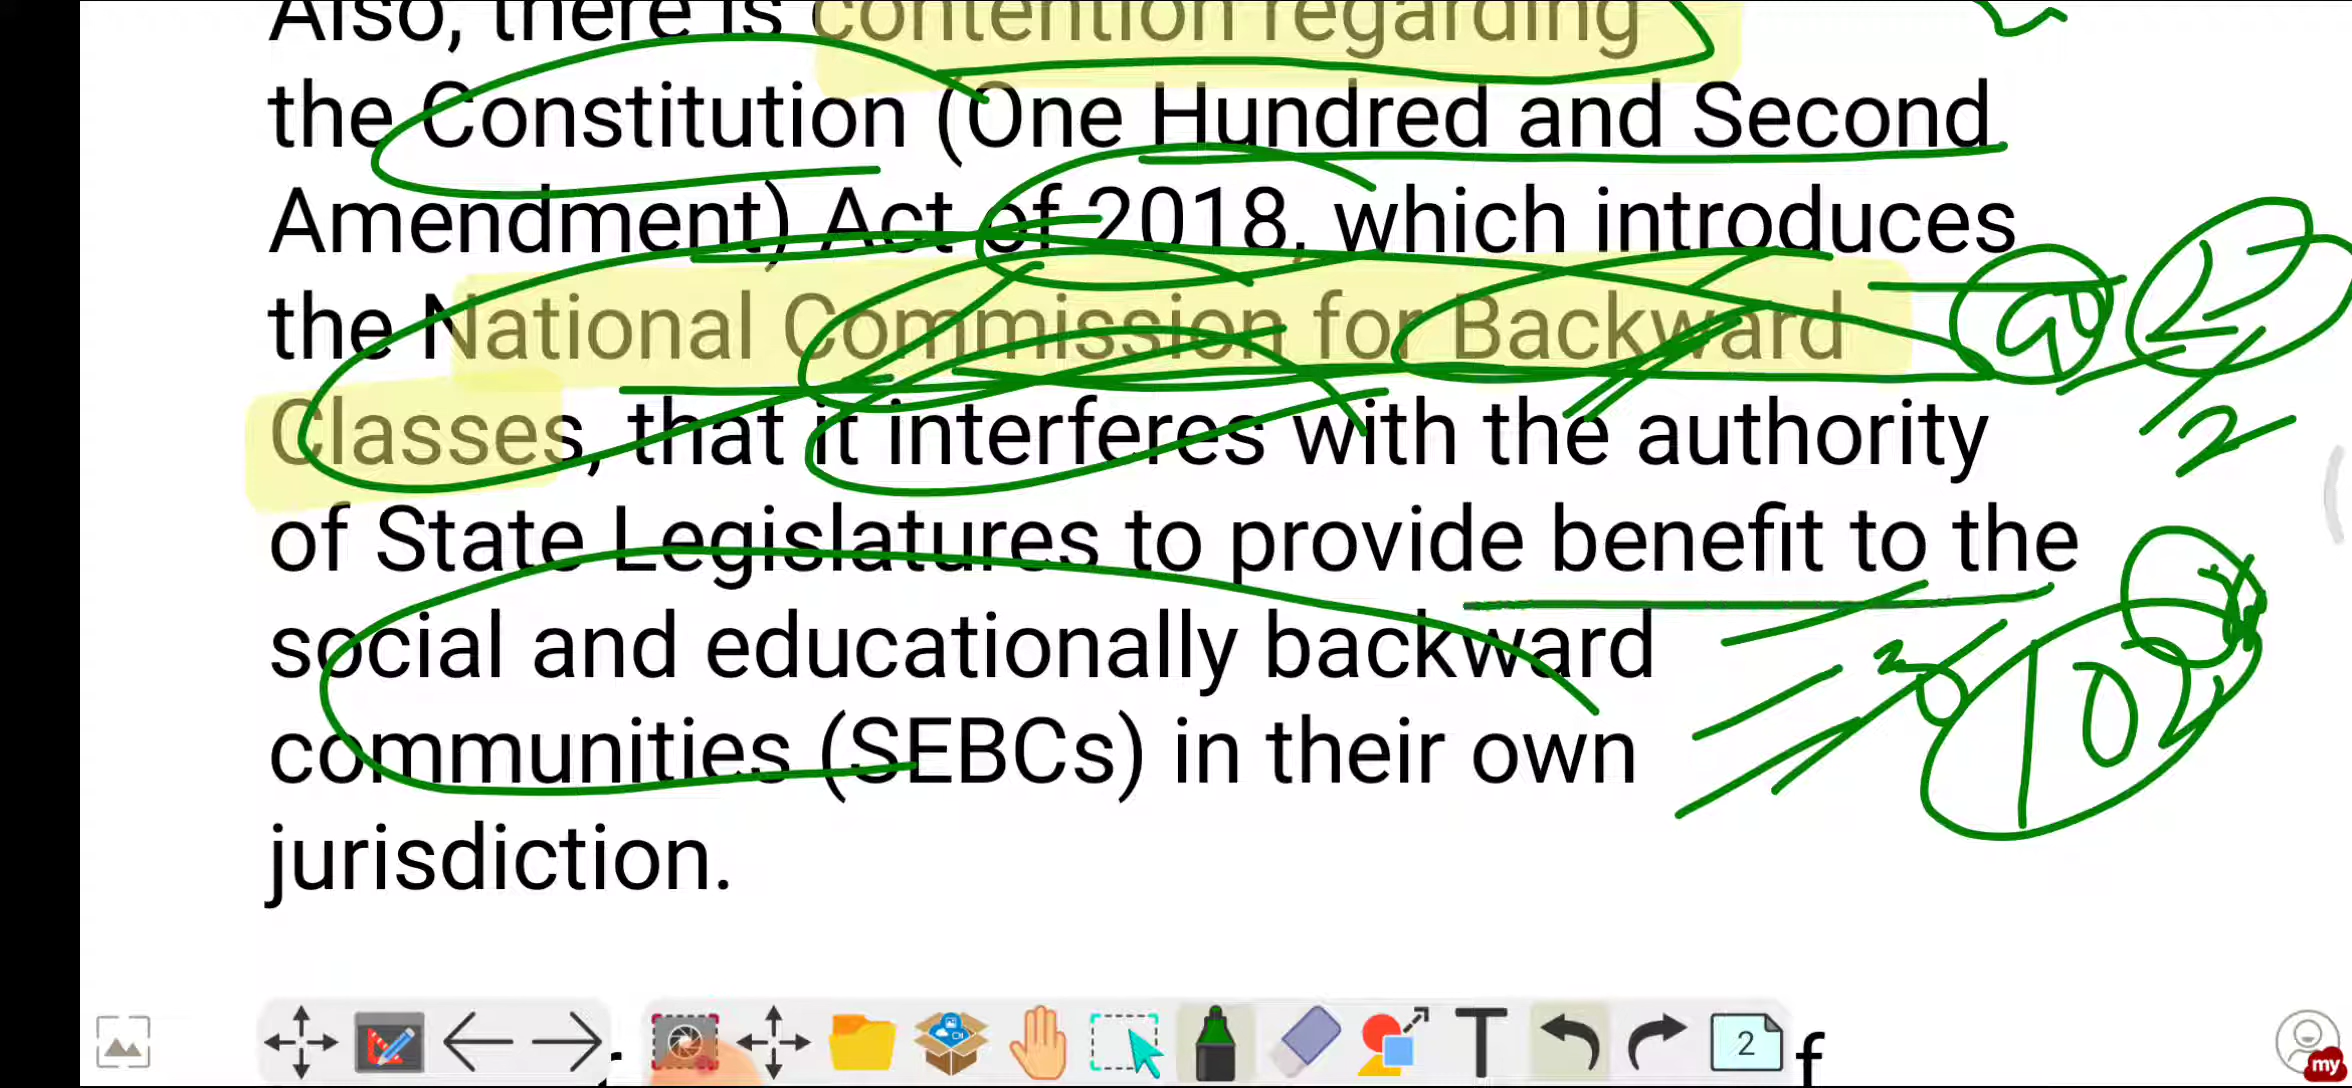 Also, there is contention regarding
the Constitution (One Hundred and Second
Amendment) Act of 2018, which introduces
the National Commission for Backward
Classes, that it interferes with the authority
of State Legislatures to provide benefit to the
social and educationally backward
communities (SEBCs) in their own
jurisdiction.
102
T
2
f
my